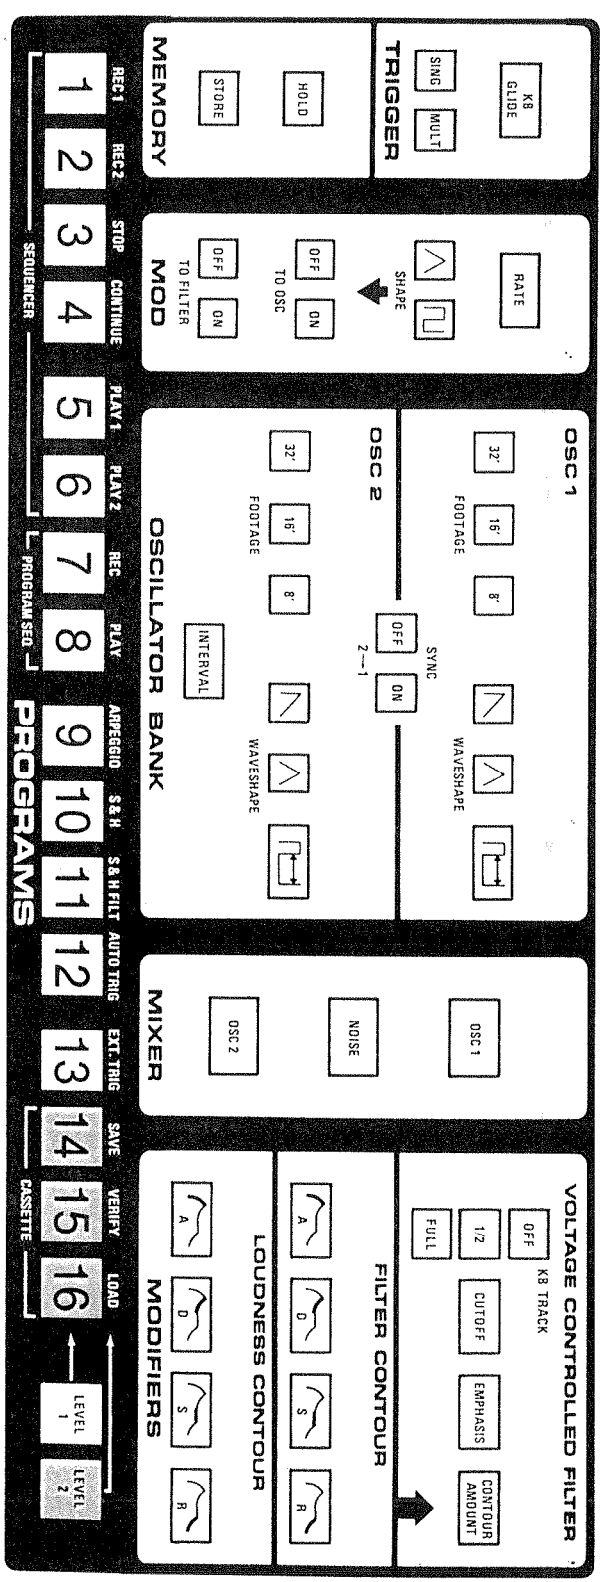 KB
GLIDE
SING
MULT
TRIGGER
HOLD
STORE
MEMORY
RATE
SHAPE
OFF
ON
TO OSC
OFF
ON
TO FILTER
MOD
OSC 1
32'
16'
8'
FOOTAGE
WAVESHAPE
SYNC
2—1
OFF
ON
OSC 2
32'
16'
8'
FOOTAGE
WAVESHAPE
INTERVAL
OSCILLATOR BANK
OSC 1
NOISE
OSC 2
MIXER
VOLTAGE CONTROLLED FILTER
OFF
KB TRACK
1/2
FULL
CUTOFF
EMPHASIS
CONTOUR
AMOUNT
FILTER CONTOUR
A
D
S
R
LOUDNESS CONTOUR
A
D
S
R
MODIFIERS
REC 1
REC 2
STOP
CONTINUE
PLAY 1
PLAY 2
REC
PLAY
ARPEGGIO
S & H
S & H FILT
AUTO TRIG
EXT. TRIG
SAVE
VERIFY
LOAD
1
2
3
4
5
6
7
8
9
10
11
12
13
14
15
16
LEVEL
1
LEVEL
2
SEQUENCER
PROGRAM SEQ
PROGRAMS
CASSETTE